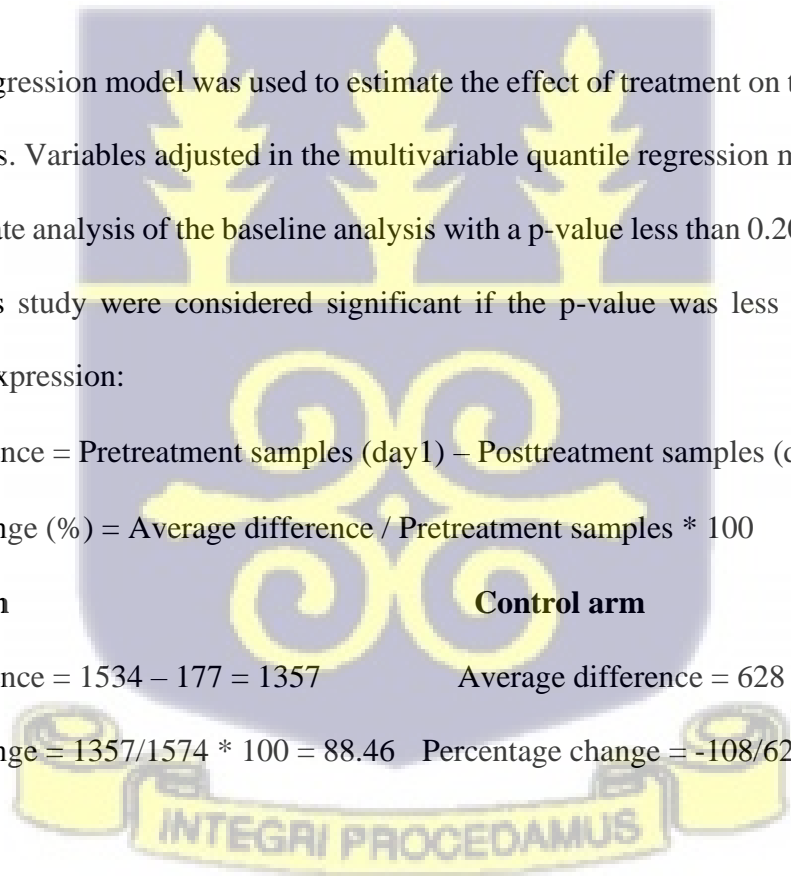 gression model was used to estimate the effect of treatment on t
s. Variables adjusted in the multivariable quantile regression m
te analysis of the baseline analysis with a p-value less than 0.20
s study were considered significant if the p-value was less
xpression:
nce = Pretreatment samples (day1) – Posttreatment samples (d
nge (%) = Average difference / Pretreatment samples * 100
n Control arm
nce = 1534 – 177 = 1357 Average difference = 628
nge = 1357/1574 * 100 = 88.46 Percentage change = -108/62
INTEGRI PROCEDAMUS